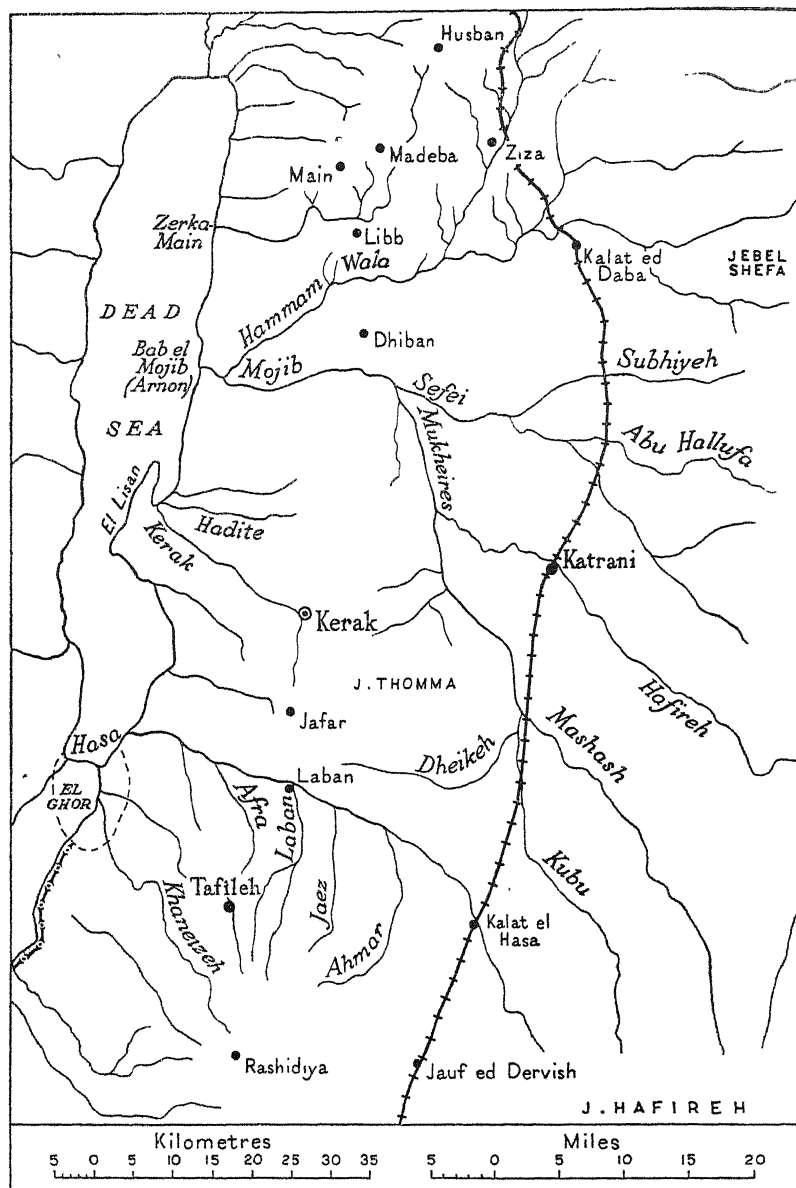 Husban
Madeba
Ziza
Main
Zerka-
Main
Libb
Wala
Kalat ed
Daba
JEBEL
SHEFA
Hammam
DEAD
Dhiban
Bab el
Mojib
(Arnon)
Mojib
Sefei
Subhiyeh
SEA
Mukheires
Abu Hallufa
El Lisan
Hadite
Kerak
Katrani
Kerak
J. THOMMA
Hafireh
Jafar
Hasa
Dheikeh
Mashash
EL
GHOR
Afra
Laban
Laban
Kubu
Tafileh
Khaneizeh
Jaez
Ahmar
Kalat el
Hasa
Rashidiya
Jauf ed Dervish
J. HAFIREH
Kilometres
Miles
5 0 5 10 15 20 25 30 35
5 0 5 10 15 20